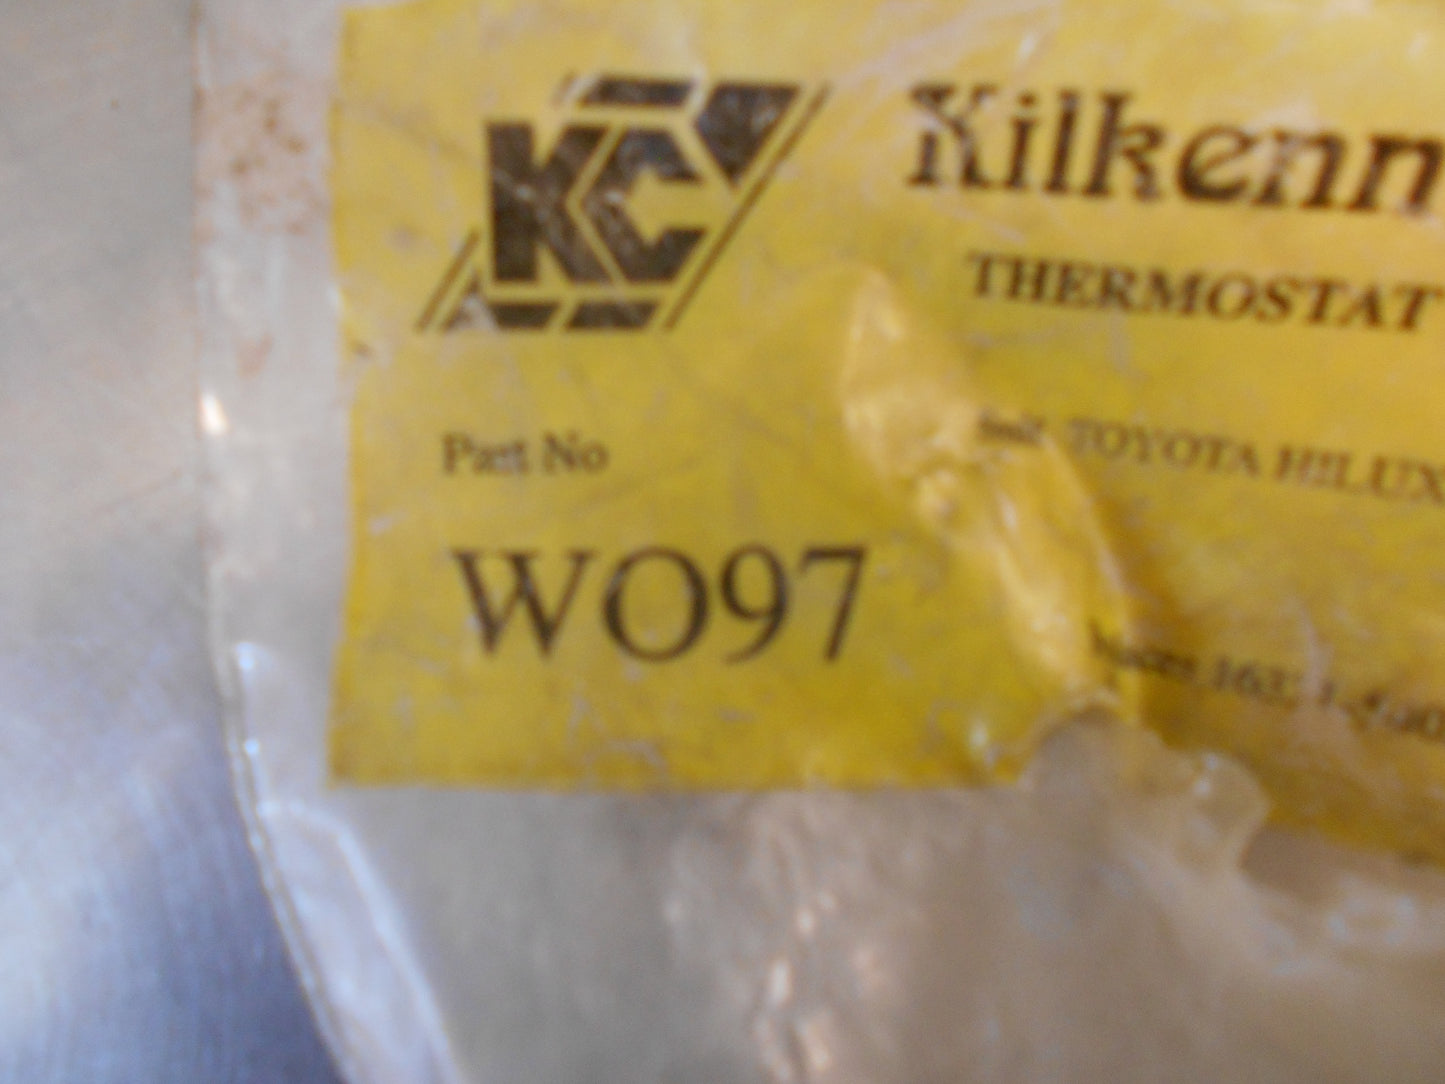 KC
Kilkenn
THERMOSTAT
Part No
TOYOTA HILUX
WO97